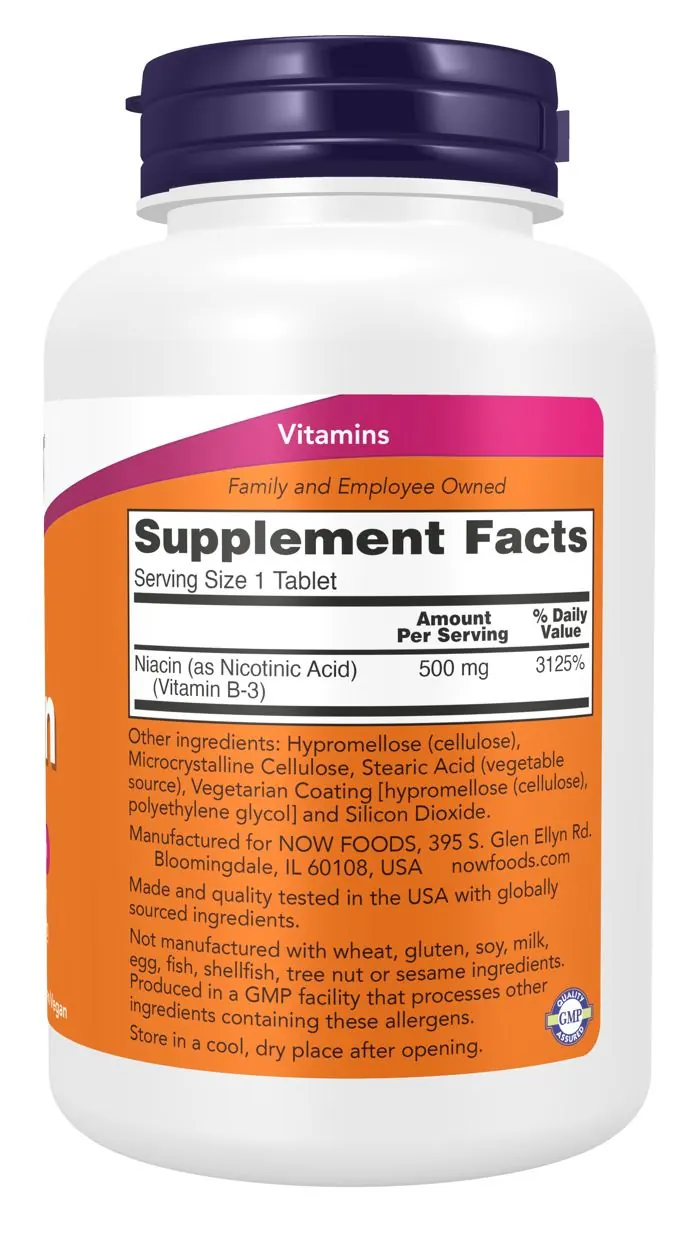 Vitamins
Family and Employee Owned
Supplement Facts
Serving Size 1 Tablet
Amount
Per Serving
% Daily
Value
Niacin (as Nicotinic Acid)
(Vitamin B-3)
500 mg
3125%
Other ingredients: Hypromellose (cellulose),
Microcrystalline Cellulose, Stearic Acid (vegetable
source), Vegetarian Coating [hypromellose (cellulose),
polyethylene glycol] and Silicon Dioxide.
Manufactured for NOW FOODS, 395 S. Glen Ellyn Rd.
Bloomingdale, IL 60108, USA nowfoods.com
Made and quality tested in the USA with globally
sourced ingredients.
Not manufactured with wheat, gluten, soy, milk,
egg, fish, shellfish, tree nut or sesame ingredients.
Produced in a GMP facility that processes other
ingredients containing these allergens.
Store in a cool, dry place after opening.
QUALITY
GMP
ASSURED
Vegan